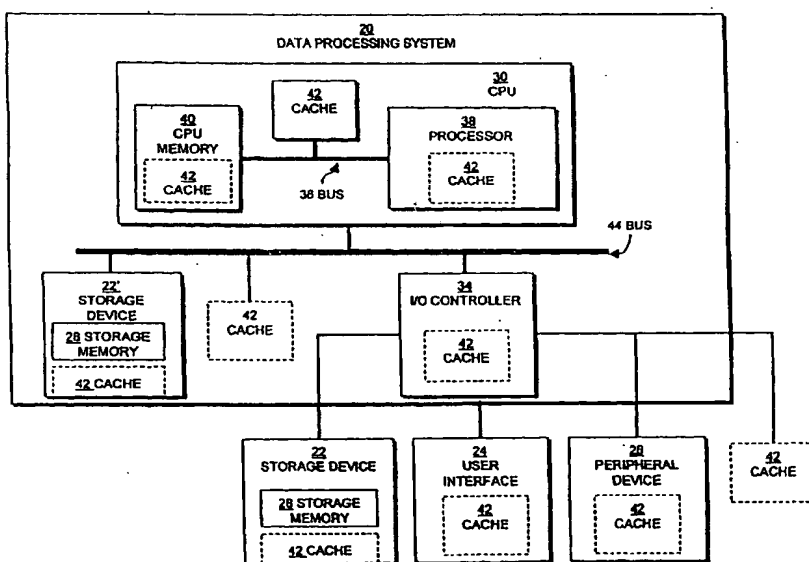 20
DATA PROCESSING SYSTEM
30
CPU
42
CACHE
40
CPU
MEMORY
42
CACHE
38
PROCESSOR
42
CACHE
38 BUS
44 BUS
22'
STORAGE
DEVICE
28 STORAGE
MEMORY
42 CACHE
42
CACHE
34
I/O CONTROLLER
42
CACHE
22
STORAGE DEVICE
28 STORAGE
MEMORY
42 CACHE
24
USER
INTERFACE
42
CACHE
28
PERIPHERAL
DEVICE
42
CACHE
42
CACHE